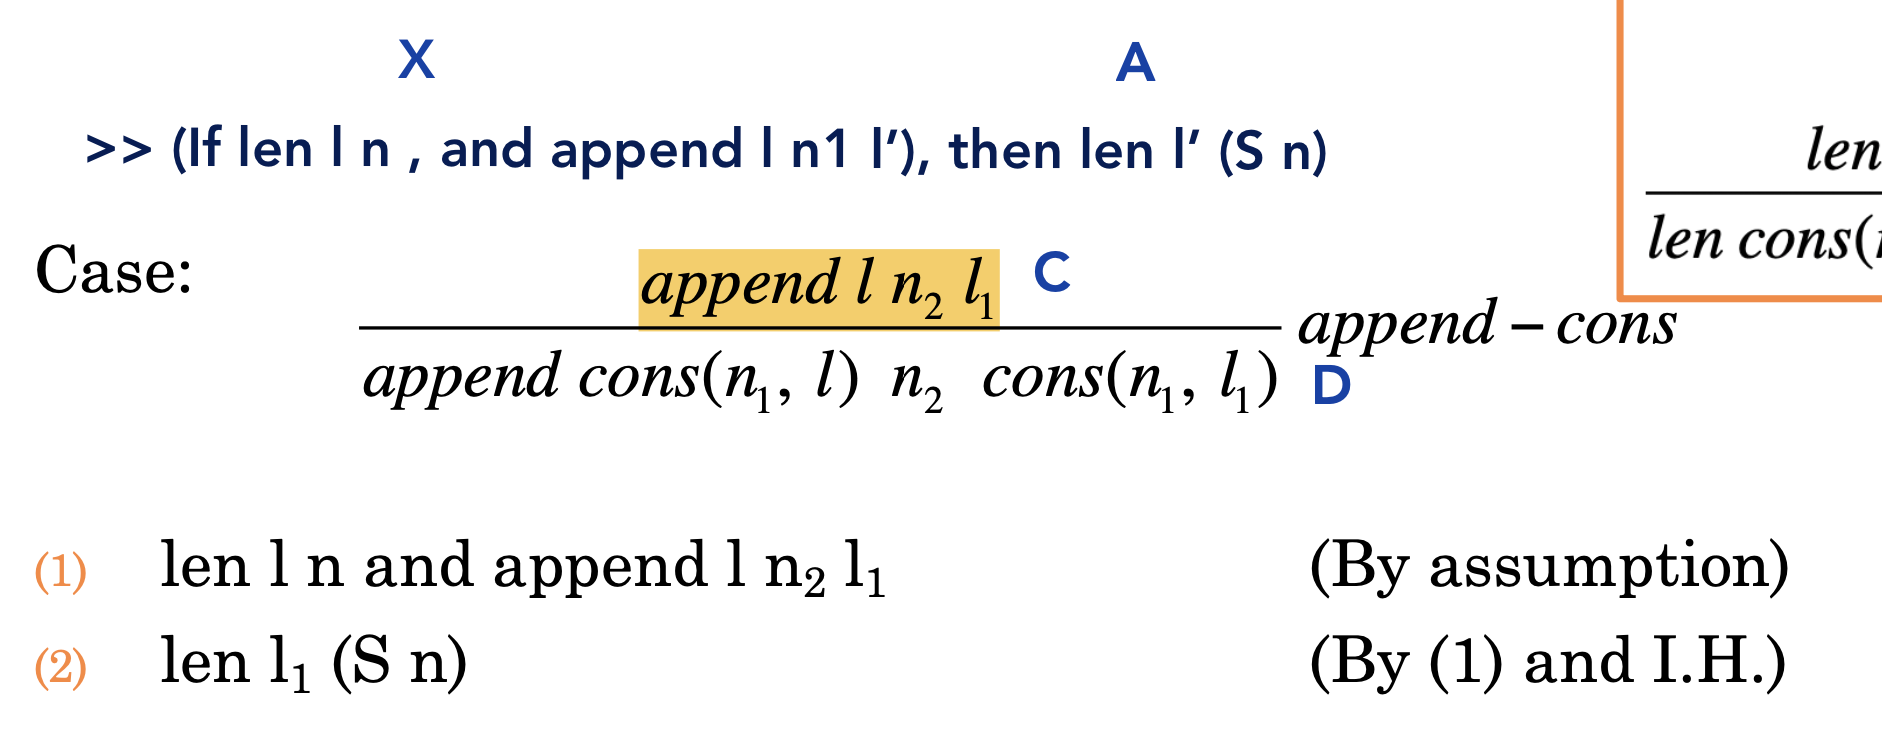 X A
>> (If len l n , and append l n1 l’), then len l’ (S n)
len
len cons(
Case:
append l n₂ l₁ C
append – cons
append cons(n₁, l) n₂ cons(n₁, l₁) D
(1) len l n and append l n₂ l₁ (By assumption)
(2) len l₁ (S n) (By (1) and I.H.)